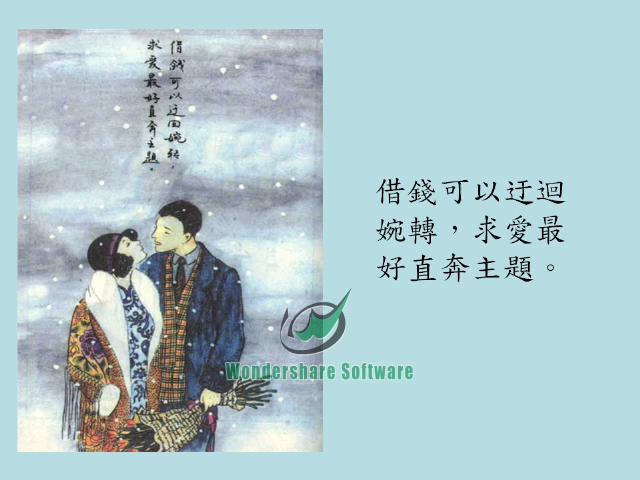 借錢可以迂回婉轉，
求愛最好直奔主題。
借錢可以迂迴
婉轉，求愛最
好直奔主題。
Wondershare Software